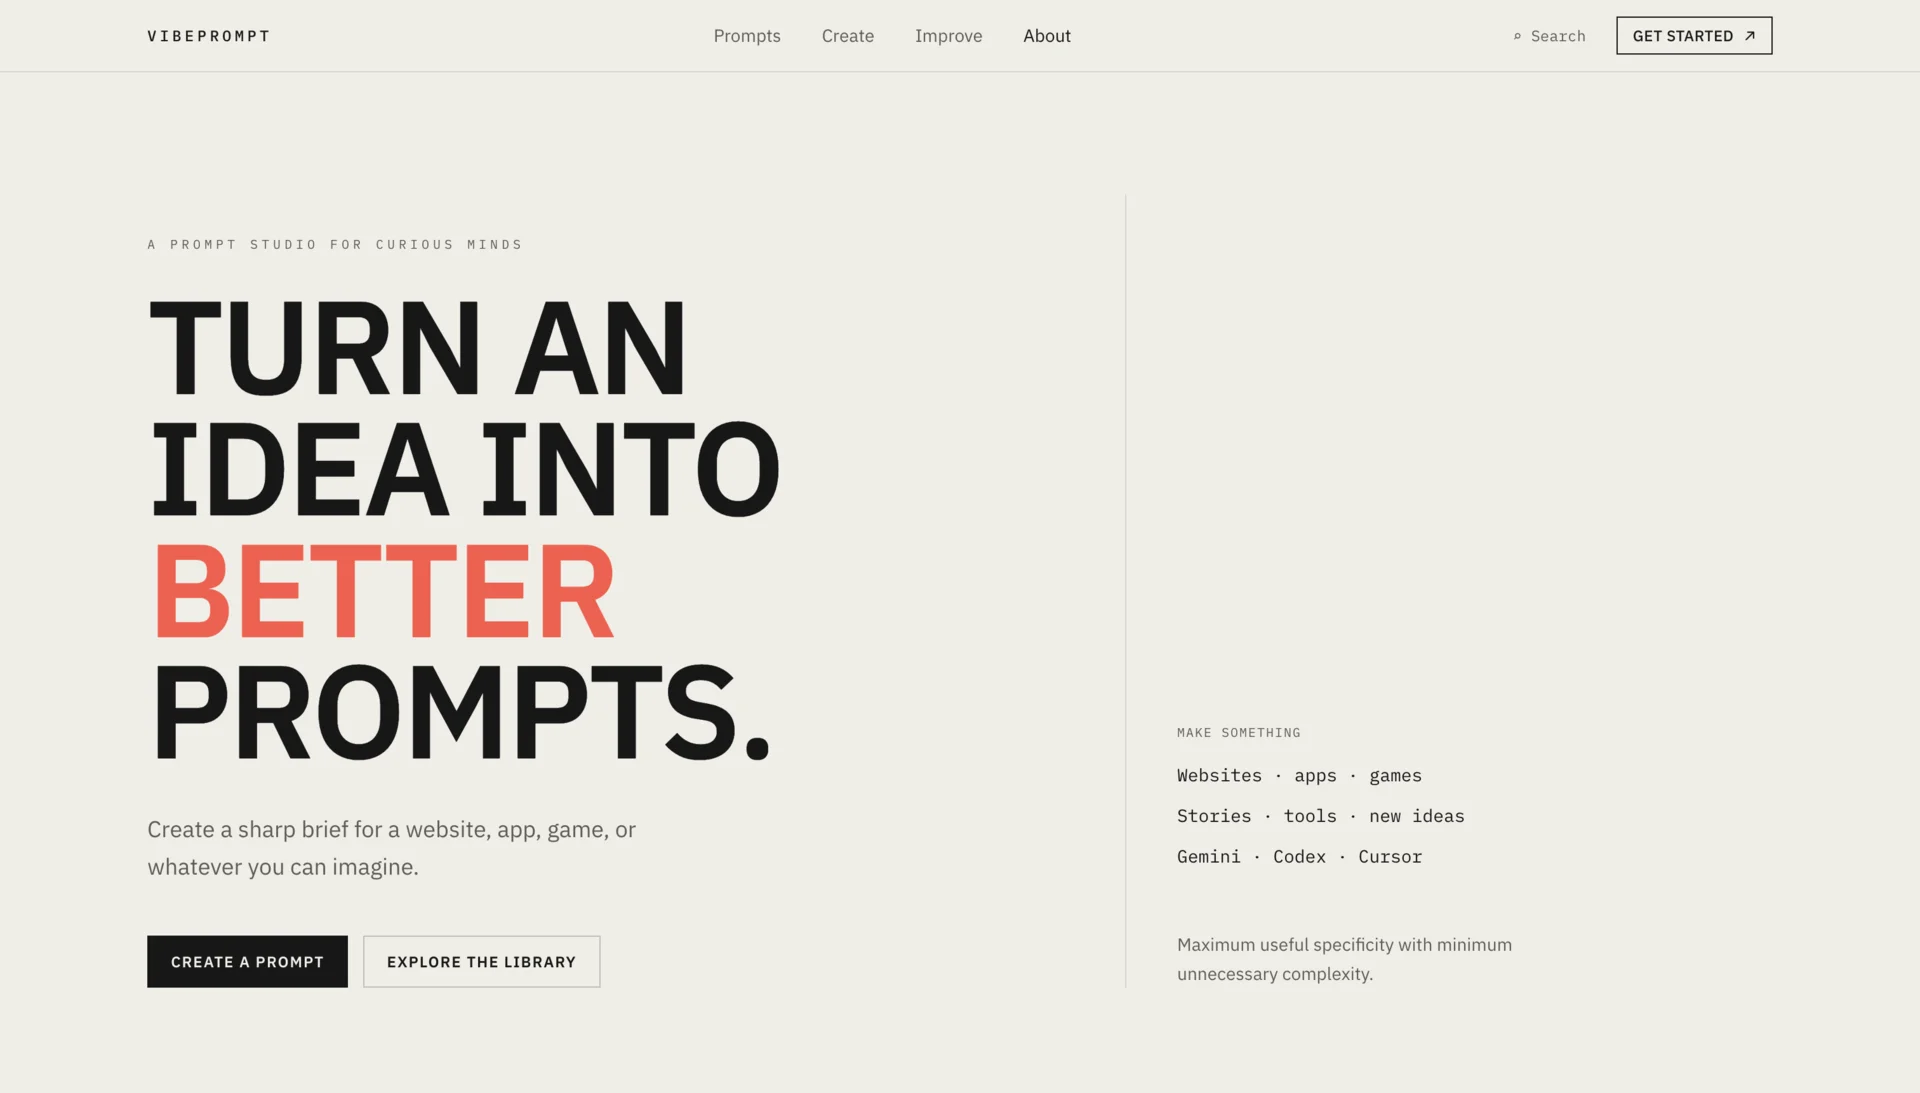 VIBEPROMPT
Prompts Create Improve About
⌕ Search
GET STARTED ↗
A PROMPT STUDIO FOR CURIOUS MINDS
TURN AN
IDEA INTO
BETTER
PROMPTS.
Create a sharp brief for a website, app, game, or
whatever you can imagine.
CREATE A PROMPT
EXPLORE THE LIBRARY
MAKE SOMETHING
Websites · apps · games
Stories · tools · new ideas
Gemini · Codex · Cursor
Maximum useful specificity with minimum
unnecessary complexity.